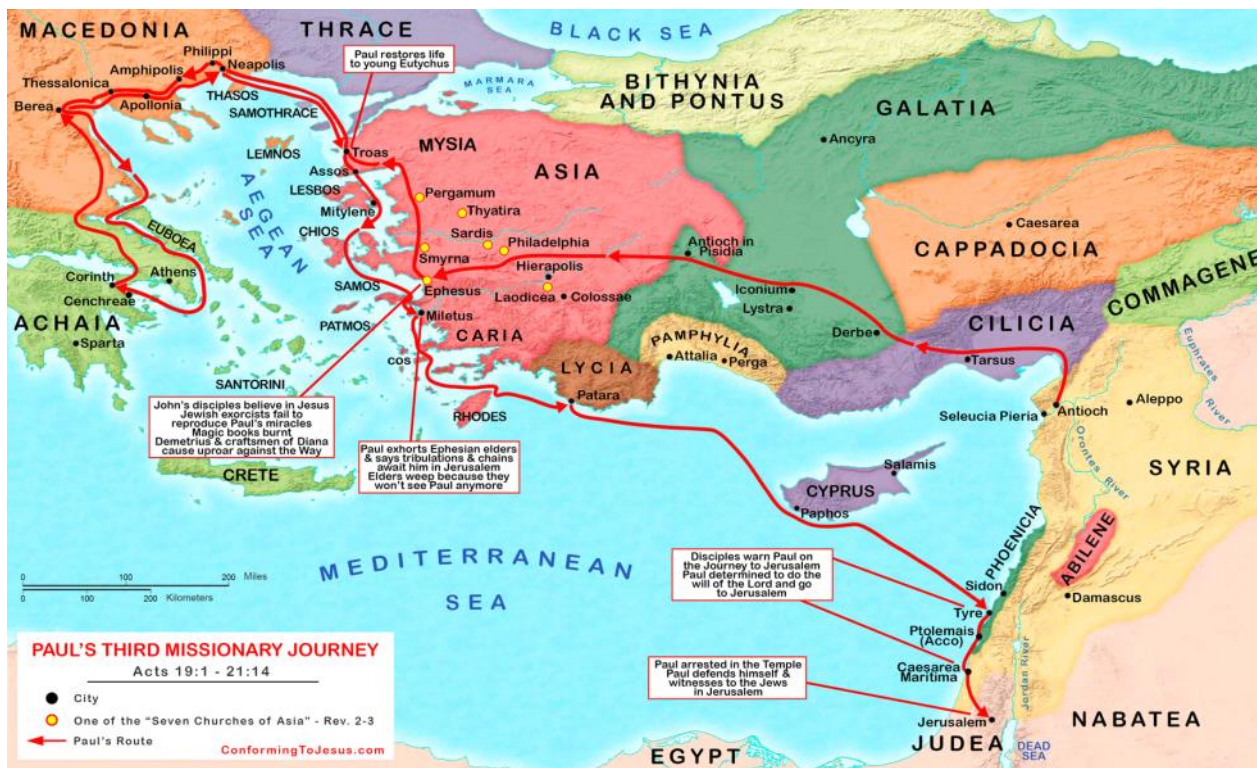 MACEDONIA
THRACE
BLACK SEA
Philippi
Neapolis
Amphipolis
Thessalonica
Berea
Apollonia
THASOS
SAMOTHRACE
Paul restores life
to young Eutychus
MARMARA
SEA
BITHYNIA
AND PONTUS
GALATIA
Ancyra
LEMNOS
Troas
MYSIA
ASIA
Assos
LESBOS
Mitylene
AEGEAN
SEA
CHIOS
Pergamum
Thyatira
Sardis
Philadelphia
Smyrna
Antioch in
Pisidia
Caesarea
CAPPADOCIA
COMMAGENE
EUBOEA
Corinth
Athens
Cenchreae
ACHAIA
Sparta
SAMOS
Ephesus
Hierapolis
Laodicea
Colossae
Iconium
Lystra
Derbe
CILICIA
Tarsus
Euphrates
River
PATMOS
Miletus
CARIA
PAMPHYLIA
Attalia
Perga
LYCIA
Patara
COS
SANTORINI
RHODES
Seleucia Pieria
Antioch
Aleppo
Orontes
River
SYRIA
John's disciples believe in Jesus
Jewish exorcists fail to
reproduce Paul's miracles
Magic books burnt
Demetrius & craftsmen of Diana
cause uproar against the Way
Paul exhorts Ephesian elders
& says tribulations & chains
await him in Jerusalem
Elders weep because they
won't see Paul anymore
CRETE
Salamis
CYPRUS
Paphos
MEDITERRANEAN
SEA
PHOENICIA
ABILENE
Disciples warn Paul on
the Journey to Jerusalem
Paul determined to do the
will of the Lord and go
to Jerusalem
Sidon
Damascus
Tyre
Ptolemais
(Acco)
Caesarea
Maritima
Jordan River
Paul arrested in the Temple
Paul defends himself &
witnesses to the Jews
in Jerusalem
Jerusalem
JUDEA
DEAD
SEA
NABATEA
EGYPT
0 100 200 Miles
0 100 200 Kilometers
PAUL'S THIRD MISSIONARY JOURNEY
Acts 19:1 - 21:14
City
One of the "Seven Churches of Asia" - Rev. 2-3
Paul's Route
ConformingToJesus.com